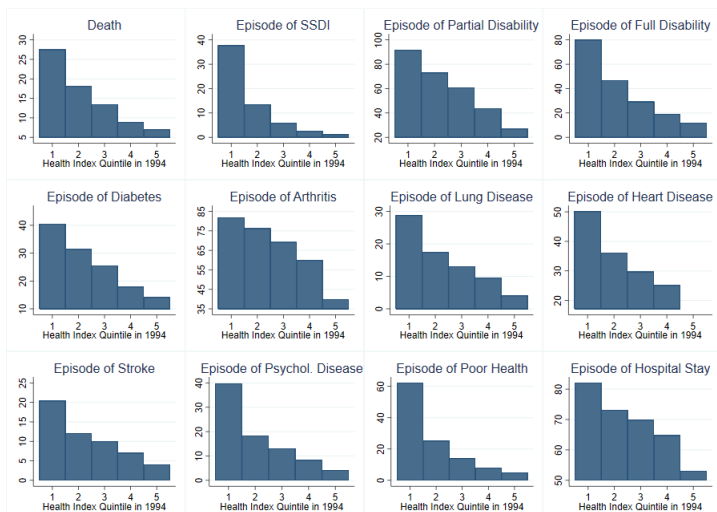 Death
30
25
20
15
10
5
1 2 3 4 5
Health Index Quintile in 1994
Episode of SSDI
40
30
20
10
0
1 2 3 4 5
Health Index Quintile in 1994
Episode of Partial Disability
100
80
60
40
20
1 2 3 4 5
Health Index Quintile in 1994
Episode of Full Disability
80
60
40
20
0
1 2 3 4 5
Health Index Quintile in 1994
Episode of Diabetes
40
30
20
10
1 2 3 4 5
Health Index Quintile in 1994
Episode of Arthritis
85
75
65
55
45
35
1 2 3 4 5
Health Index Quintile in 1994
Episode of Lung Disease
30
20
10
0
1 2 3 4 5
Health Index Quintile in 1994
Episode of Heart Disease
50
40
30
20
1 2 3 4 5
Health Index Quintile in 1994
Episode of Stroke
25
20
15
10
5
0
1 2 3 4 5
Health Index Quintile in 1994
Episode of Psychol. Disease
40
30
20
10
0
1 2 3 4 5
Health Index Quintile in 1994
Episode of Poor Health
60
40
20
0
1 2 3 4 5
Health Index Quintile in 1994
Episode of Hospital Stay
80
70
60
50
1 2 3 4 5
Health Index Quintile in 1994